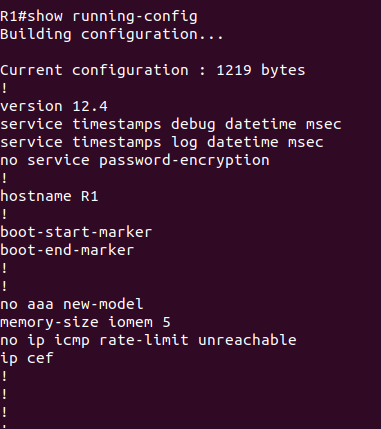 R1#show running-config
Building configuration...
Current configuration : 1219 bytes
!
version 12.4
service timestamps debug datetime msec
service timestamps log datetime msec
no service password-encryption
!
hostname R1
!
boot-start-marker
boot-end-marker
!
!
no aaa new-model
memory-size iomem 5
no ip icmp rate-limit unreachable
ip cef
!
!
!
!